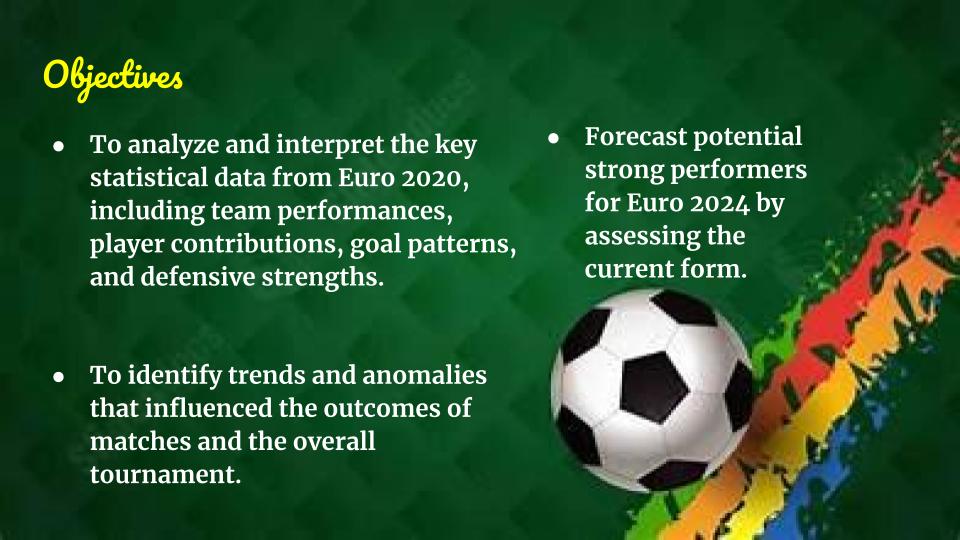 Objectives
● To analyze and interpret the key
statistical data from Euro 2020,
including team performances,
player contributions, goal patterns,
and defensive strengths.
● To identify trends and anomalies
that influenced the outcomes of
matches and the overall
tournament.
● Forecast potential
strong performers
for Euro 2024 by
assessing the
current form.